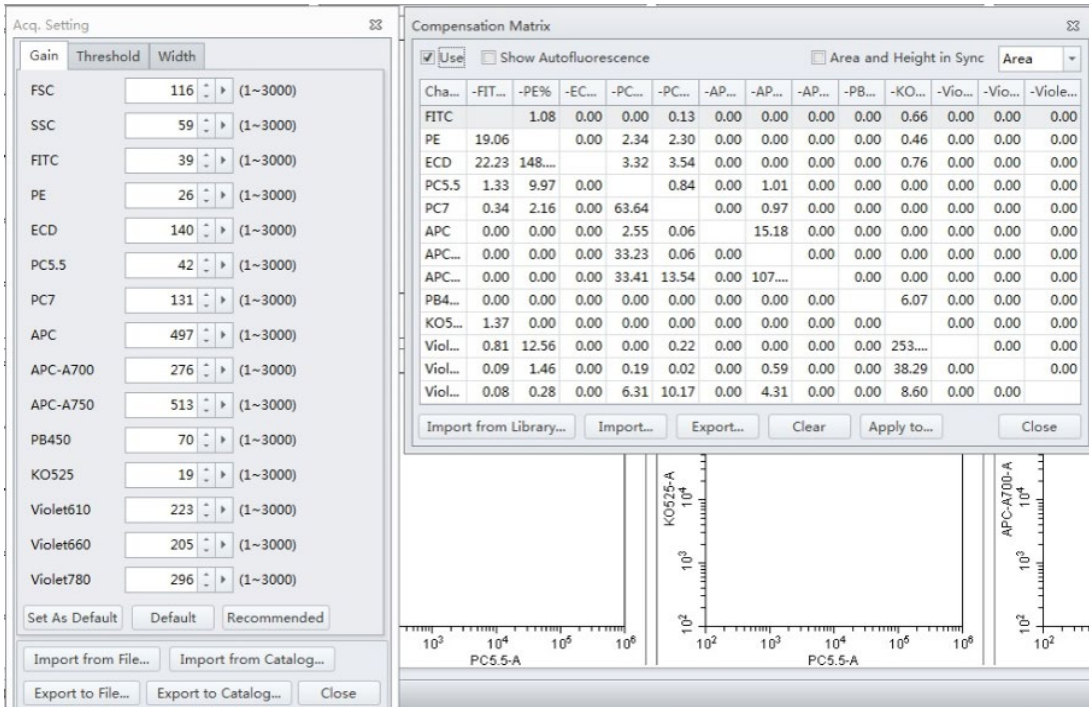 Acq. Setting
Gain Threshold Width
FSC 116 (1~3000)
SSC 59 (1~3000)
FITC 39 (1~3000)
PE 26 (1~3000)
ECD 140 (1~3000)
PC5.5 42 (1~3000)
PC7 131 (1~3000)
APC 497 (1~3000)
APC-A700 276 (1~3000)
APC-A750 513 (1~3000)
PB450 70 (1~3000)
KO525 19 (1~3000)
Violet610 223 (1~3000)
Violet660 205 (1~3000)
Violet780 296 (1~3000)
Set As Default Default Recommended
Import from File... Import from Catalog...
Export to File... Export to Catalog... Close
Compensation Matrix
Use Show Autofluorescence Area and Height in Sync Area
Cha... -FIT... -PE% -EC... -PC... -PC... -AP... -AP... -AP... -PB... -KO... -Vio... -Vio... -Viole...
FITC 1.08 0.00 0.00 0.13 0.00 0.00 0.00 0.00 0.66 0.00 0.00 0.00
PE 19.06 0.00 2.34 2.30 0.00 0.00 0.00 0.00 0.46 0.00 0.00 0.00
ECD 22.23 148.... 3.32 3.54 0.00 0.00 0.00 0.00 0.76 0.00 0.00 0.00
PC5.5 1.33 9.97 0.00 0.84 0.00 1.01 0.00 0.00 0.00 0.00 0.00 0.00
PC7 0.34 2.16 0.00 63.64 0.00 0.97 0.00 0.00 0.00 0.00 0.00 0.00
APC 0.00 0.00 0.00 2.55 0.06 15.18 0.00 0.00 0.00 0.00 0.00 0.00
APC... 0.00 0.00 0.00 33.23 0.06 0.00 0.00 0.00 0.00 0.00 0.00 0.00
APC... 0.00 0.00 0.00 33.41 13.54 0.00 107.... 0.00 0.00 0.00 0.00 0.00
PB4... 0.00 0.00 0.00 0.00 0.00 0.00 0.00 0.00 6.07 0.00 0.00 0.00
KO5... 1.37 0.00 0.00 0.00 0.00 0.00 0.00 0.00 0.00 0.00 0.00 0.00
Viol... 0.81 12.56 0.00 0.00 0.22 0.00 0.00 0.00 0.00 253.... 0.00 0.00
Viol... 0.09 1.46 0.00 0.19 0.02 0.00 0.59 0.00 0.00 38.29 0.00 0.00
Viol... 0.08 0.28 0.00 6.31 10.17 0.00 4.31 0.00 0.00 8.60 0.00 0.00
Import from Library... Import... Export... Clear Apply to... Close
10³ 10⁴ 10⁵ 10⁶
PC5.5-A
KO525-A
10⁴
10³
10²
10² 10³ 10⁴ 10⁵ 10⁶
PC5.5-A
APC-A700-A
10⁴
10³
10²
10²